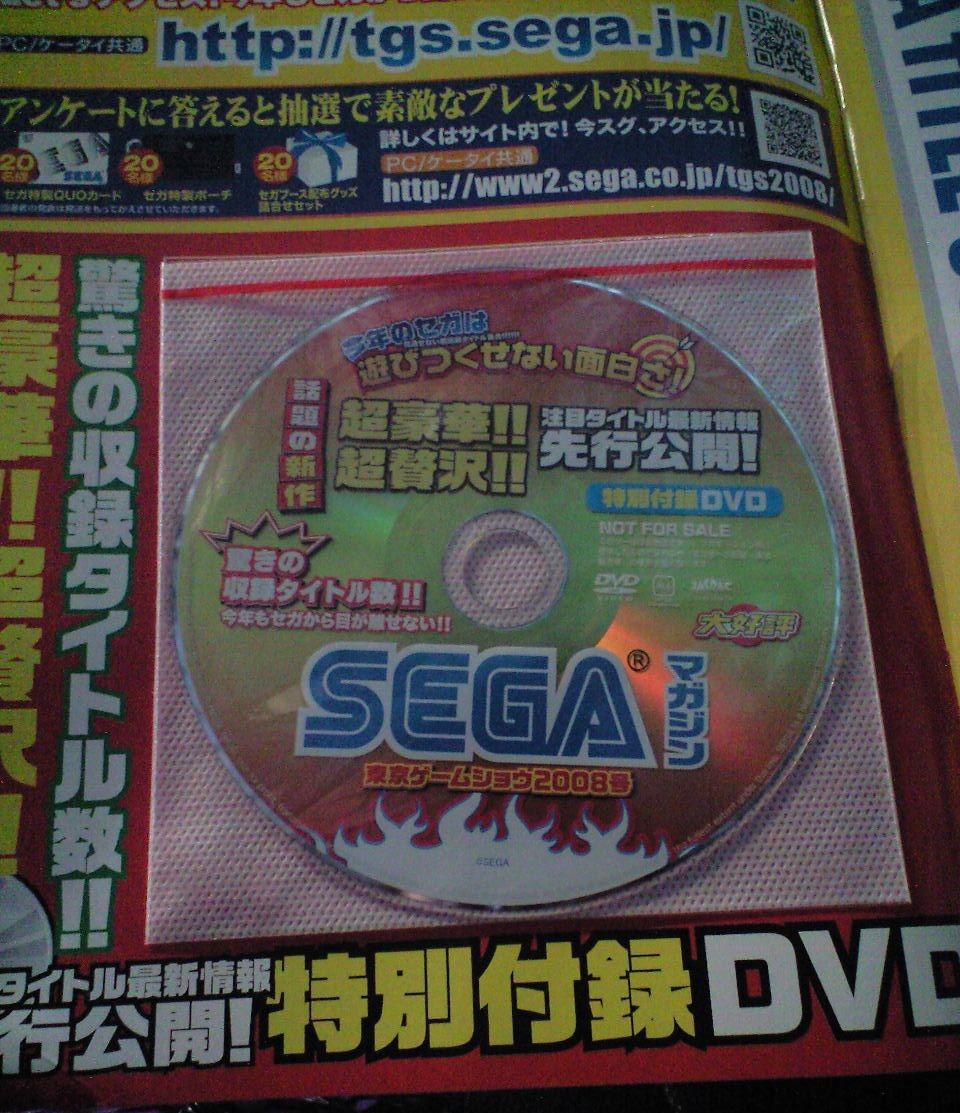 PC/ケータイ共通
http://tgs.sega.jp/
アンケートに答えると抽選で素敵なプレゼントが当たる!
詳しくはサイト内で!今スグ、アクセス!!
PC/ケータイ共通
http://www2.sega.co.jp/tgs2008/
20名様
セガ特製QUOカード
20名様
セガ特製ポーチ
20名様
セガブース配布グッズ
詰合せセット
驚きの収録タイトル数!!
超豪華!!超贅沢!!
今年のセガは
遊びつくせない面白さ!
話題の新作
超豪華!!
超贅沢!!
注目タイトル最新情報
先行公開!
特別付録DVD
NOT FOR SALE
驚きの
収録タイトル数!!
今年もセガから目が離せない!!
DVD
大好評
SEGA®
マガジン
東京ゲームショウ2008号
©SEGA
タイトル最新情報
行公開!
特別付録DVD